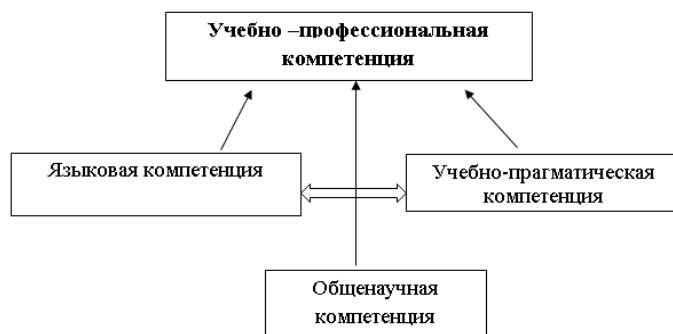 Учебно –профессиональная
компетенция
Языковая компетенция
Учебно-прагматическая
компетенция
Общенаучная
компетенция